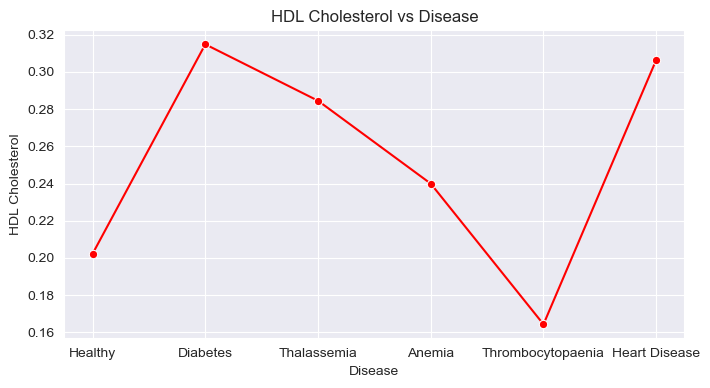 HDL Cholesterol vs Disease
HDL Cholesterol
0.32
0.30
0.28
0.26
0.24
0.22
0.20
0.18
0.16
Healthy Diabetes Thalassemia Anemia Thrombocytopaenia Heart Disease
Disease